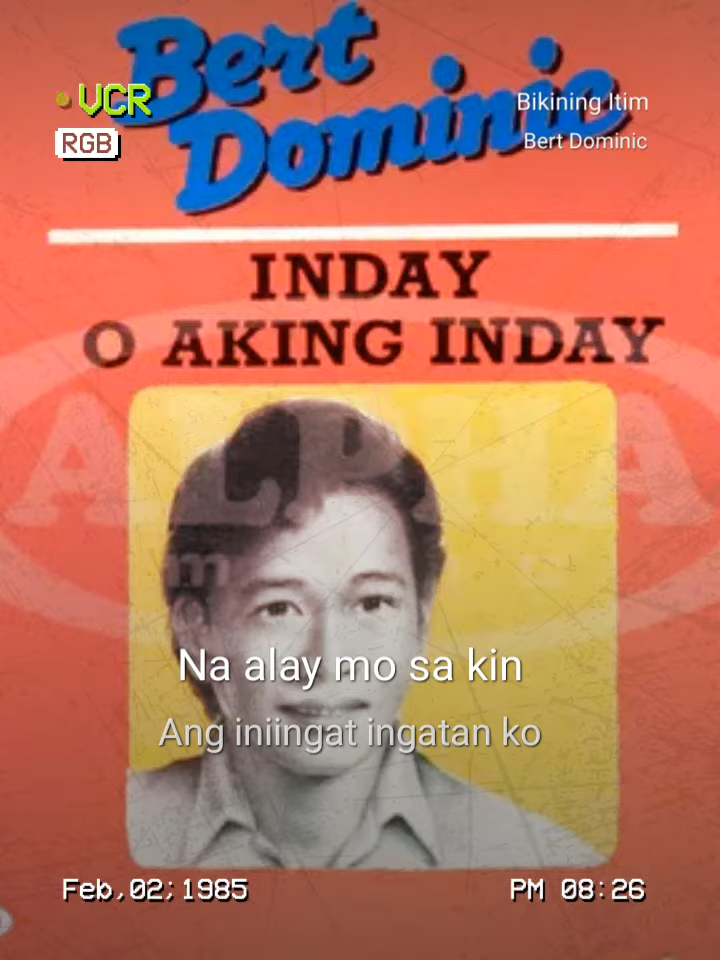 Bert
Dominic
VCR
RGB
Bikining Itim
Bert Dominic
INDAY
O AKING INDAY
ALPHA
Na alay mo sa kin
Ang iniingat ingatan ko
Feb,02;1985
PM 08:26